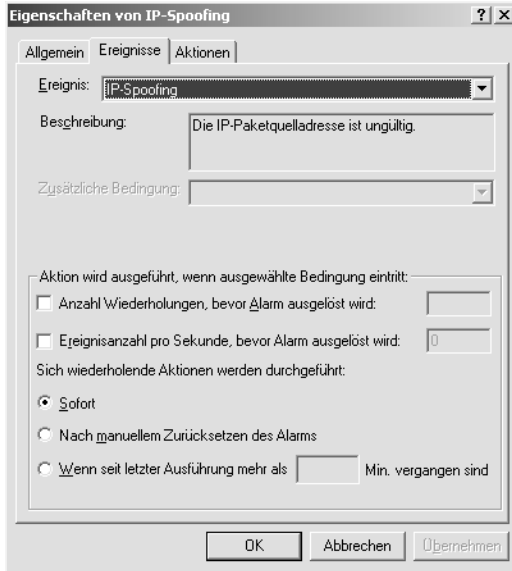 Eigenschaften von IP-Spoofing
Allgemein Ereignisse Aktionen
Ereignis: IP-Spoofing
Beschreibung: Die IP-Paketquelladresse ist ungültig.
Zusätzliche Bedingung:
Aktion wird ausgeführt, wenn ausgewählte Bedingung eintritt:
Anzahl Wiederholungen, bevor Alarm ausgelöst wird:
Ereignisanzahl pro Sekunde, bevor Alarm ausgelöst wird: 0
Sich wiederholende Aktionen werden durchgeführt:
Sofort
Nach manuellem Zurücksetzen des Alarms
Wenn seit letzter Ausführung mehr als Min. vergangen sind
OK Abbrechen Übernehmen